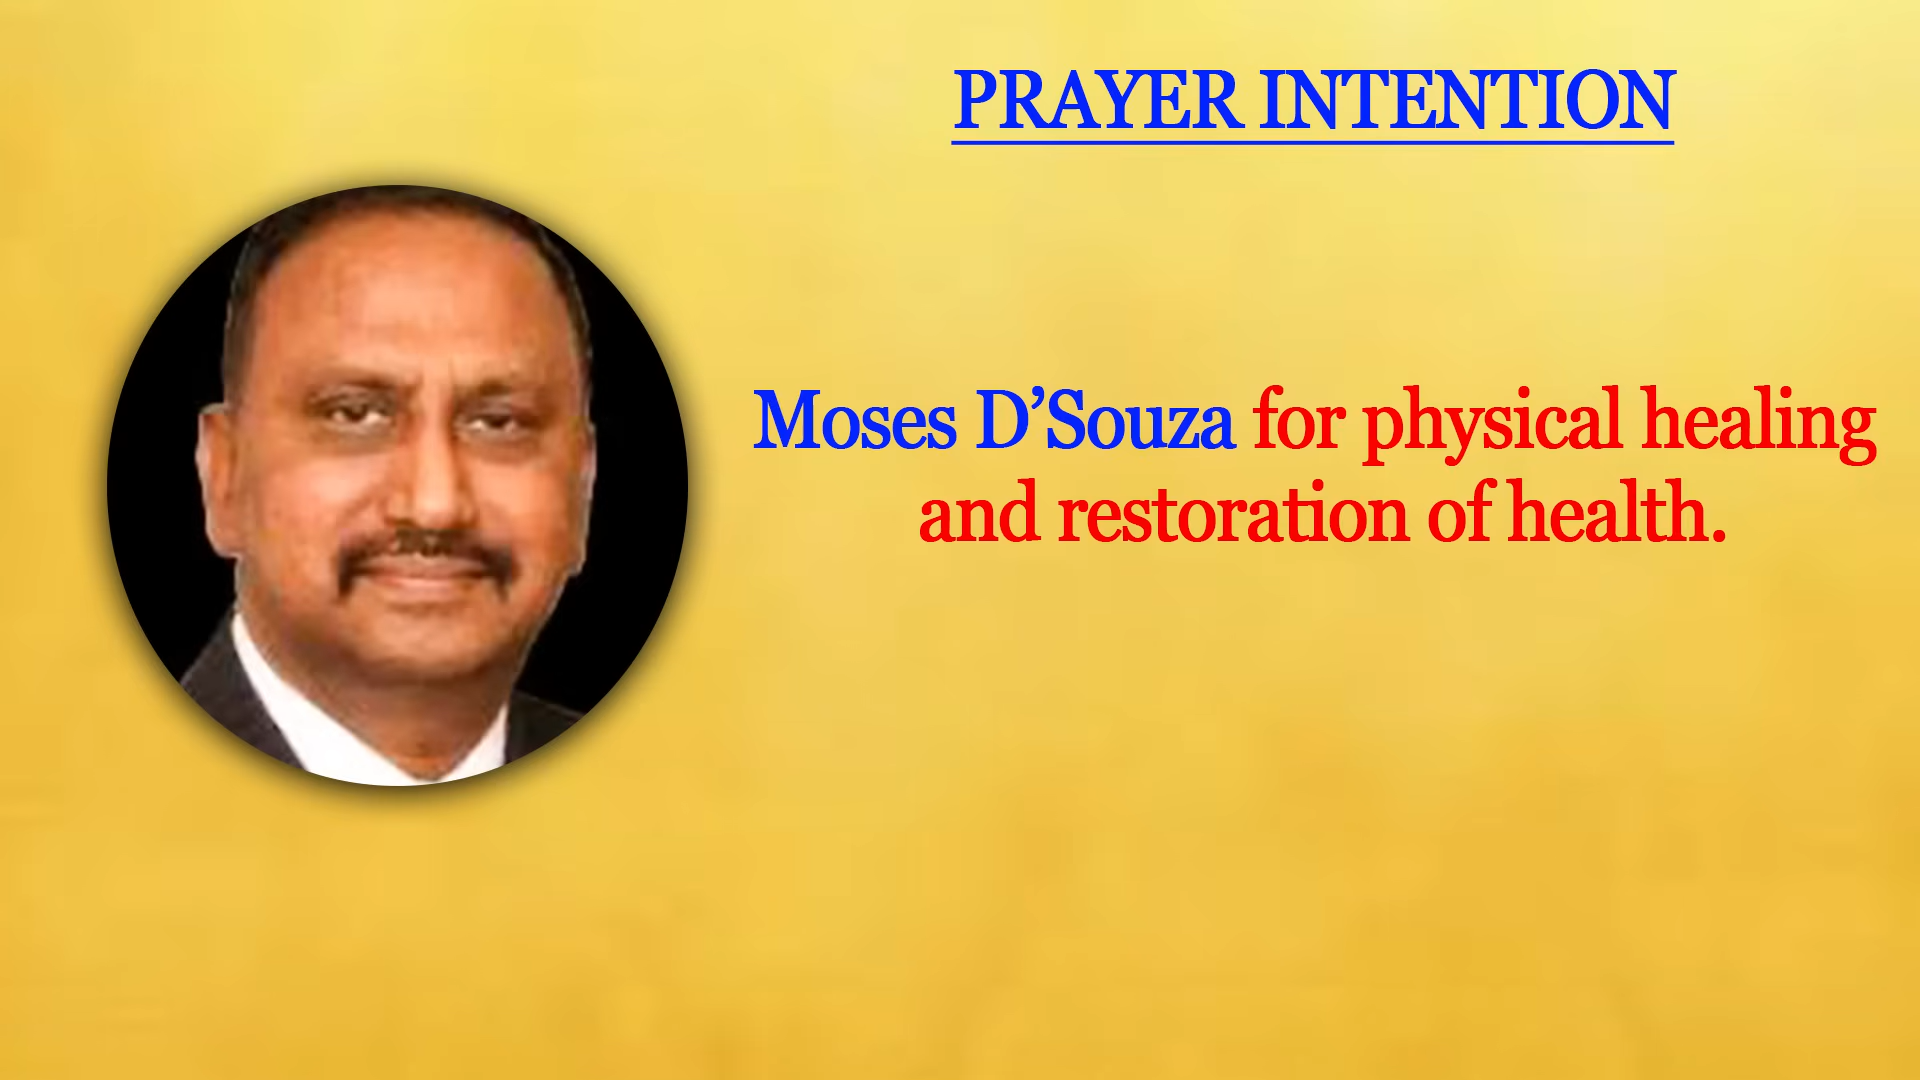 PRAYER INTENTION
Moses D’Souza for physical healing
and restoration of health.